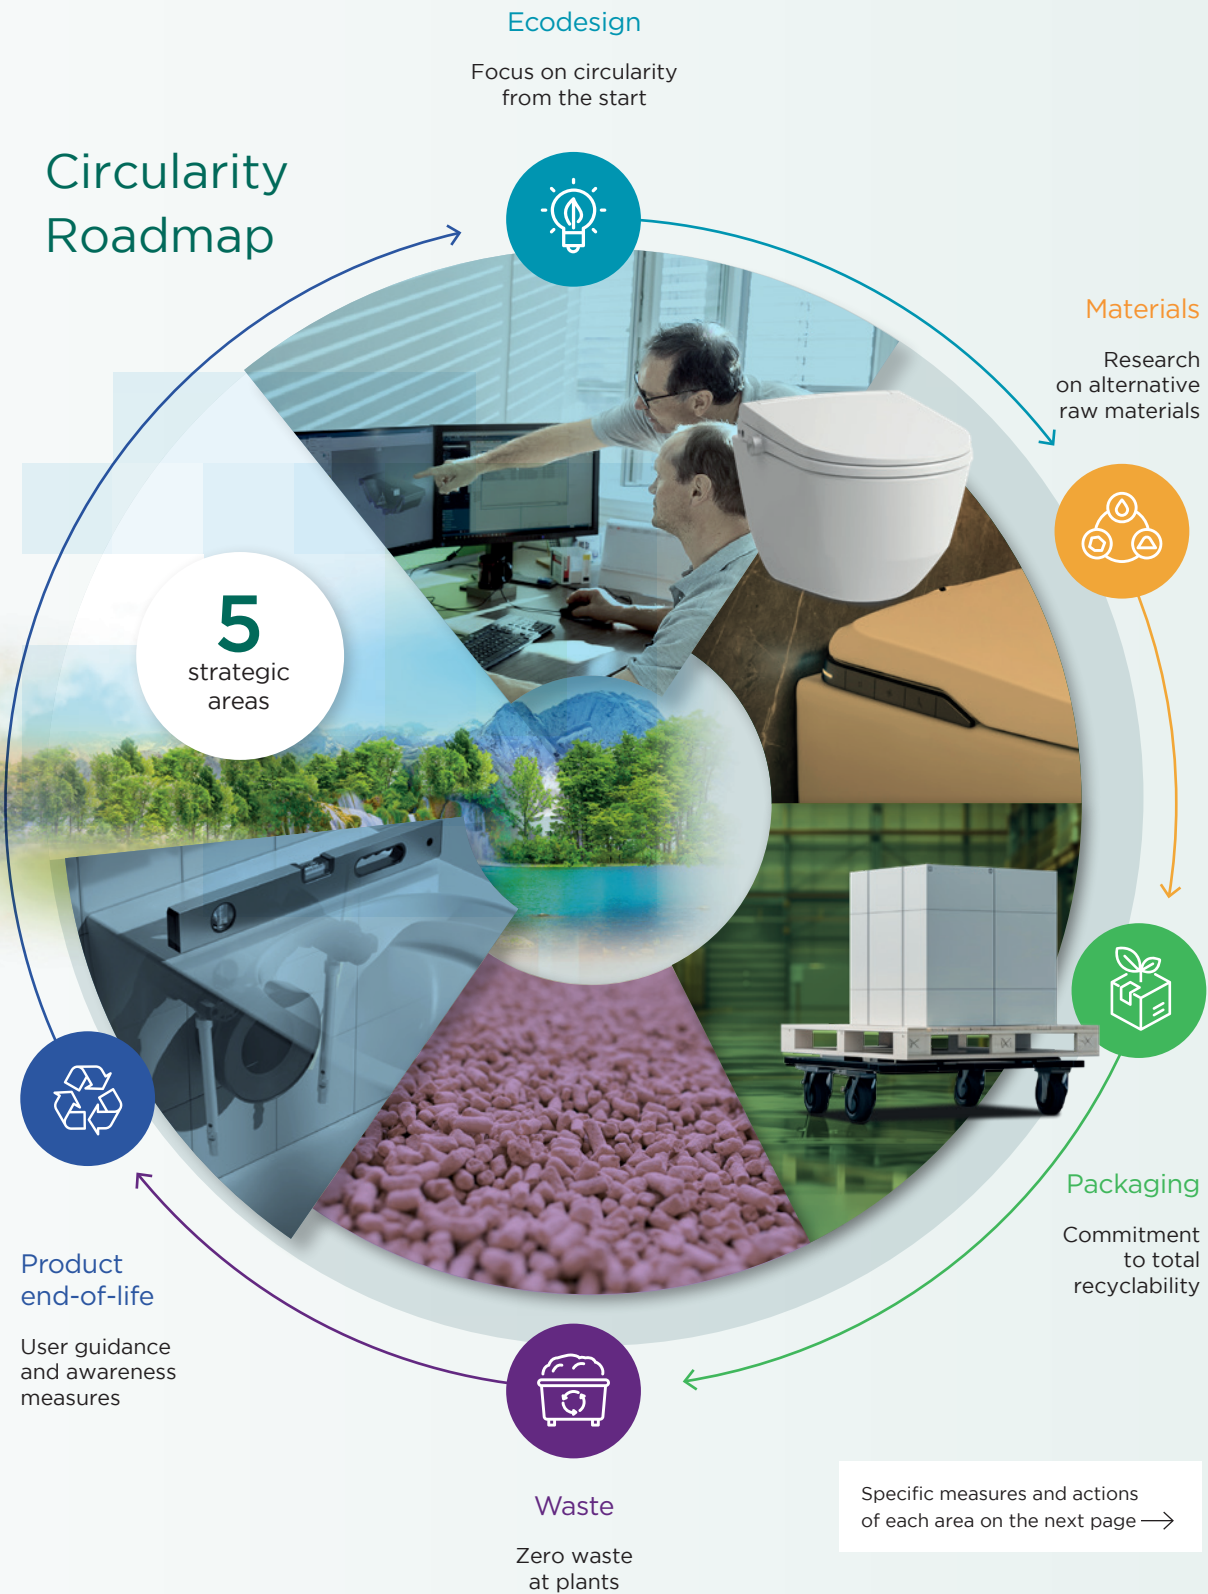 Ecodesign
Focus on circularity
from the start
Circularity
Roadmap
Materials
Research
on alternative
raw materials
5
strategic
areas
Packaging
Commitment
to total
recyclability
Product
end-of-life
User guidance
and awareness
measures
Waste
Zero waste
at plants
Specific measures and actions
of each area on the next page